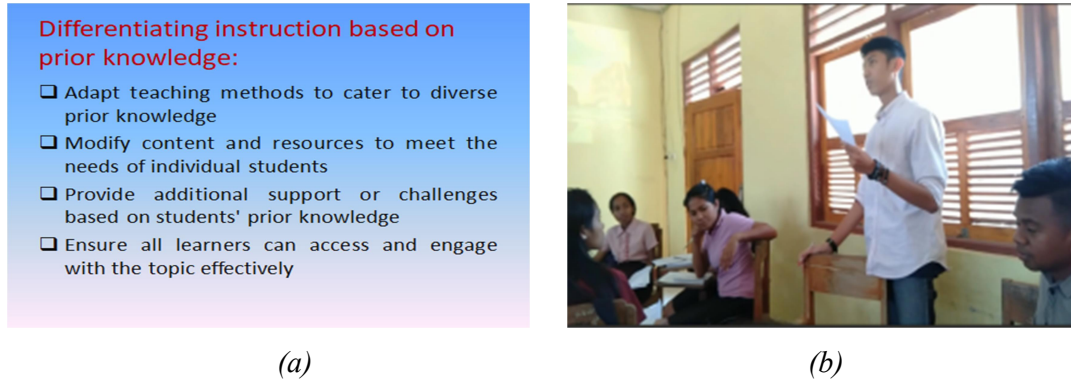 Differentiating instruction based on
prior knowledge:
❑ Adapt teaching methods to cater to diverse
prior knowledge
❑ Modify content and resources to meet the
needs of individual students
❑ Provide additional support or challenges
based on students' prior knowledge
❑ Ensure all learners can access and engage
with the topic effectively
(a)
(b)